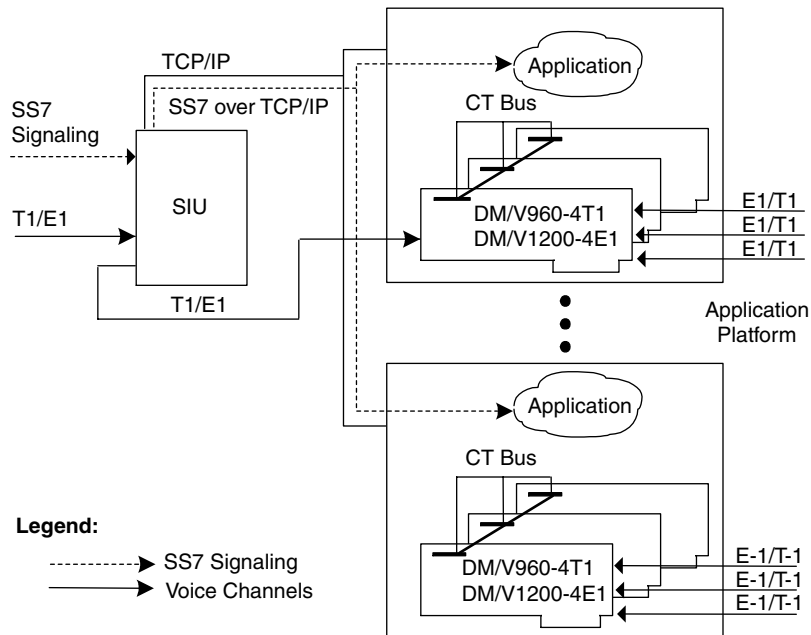 TCP/IP
Application
SS7 over TCP/IP
CT Bus
SS7
Signaling
SIU
DM/V960-4T1
DM/V1200-4E1
E1/T1
E1/T1
E1/T1
T1/E1
T1/E1
Application
Platform
Application
CT Bus
Legend:
SS7 Signaling
Voice Channels
DM/V960-4T1
DM/V1200-4E1
E-1/T-1
E-1/T-1
E-1/T-1